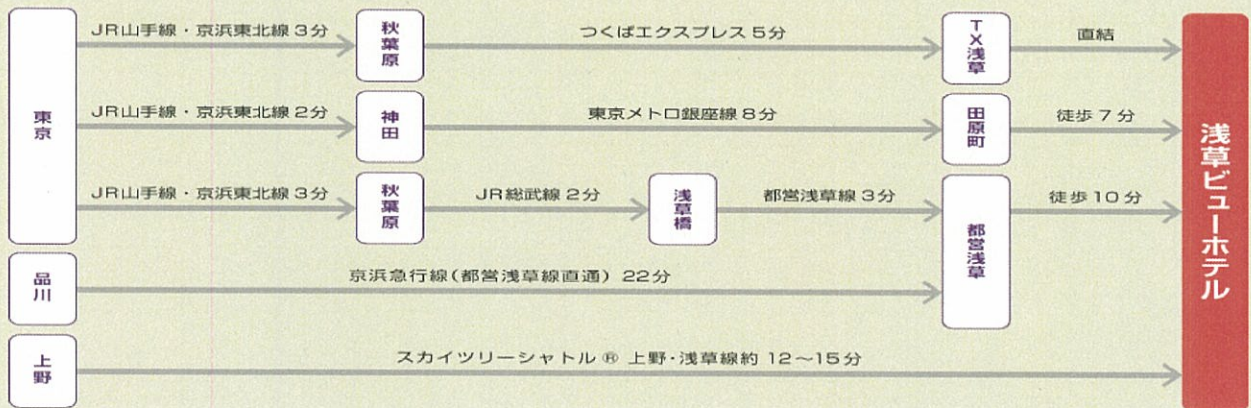 東京
JR山手線・京浜東北線 3分
秋葉原
つくばエクスプレス 5分
TX浅草
直結
JR山手線・京浜東北線 2分
神田
東京メトロ銀座線 8分
田原町
徒歩 7分
JR山手線・京浜東北線 3分
秋葉原
JR総武線 2分
浅草橋
都営浅草線 3分
都営浅草
徒歩 10分
品川
京浜急行線(都営浅草線直通) 22分
上野
スカイツリーシャトル® 上野・浅草線約 12〜15分
浅草ビューホテル